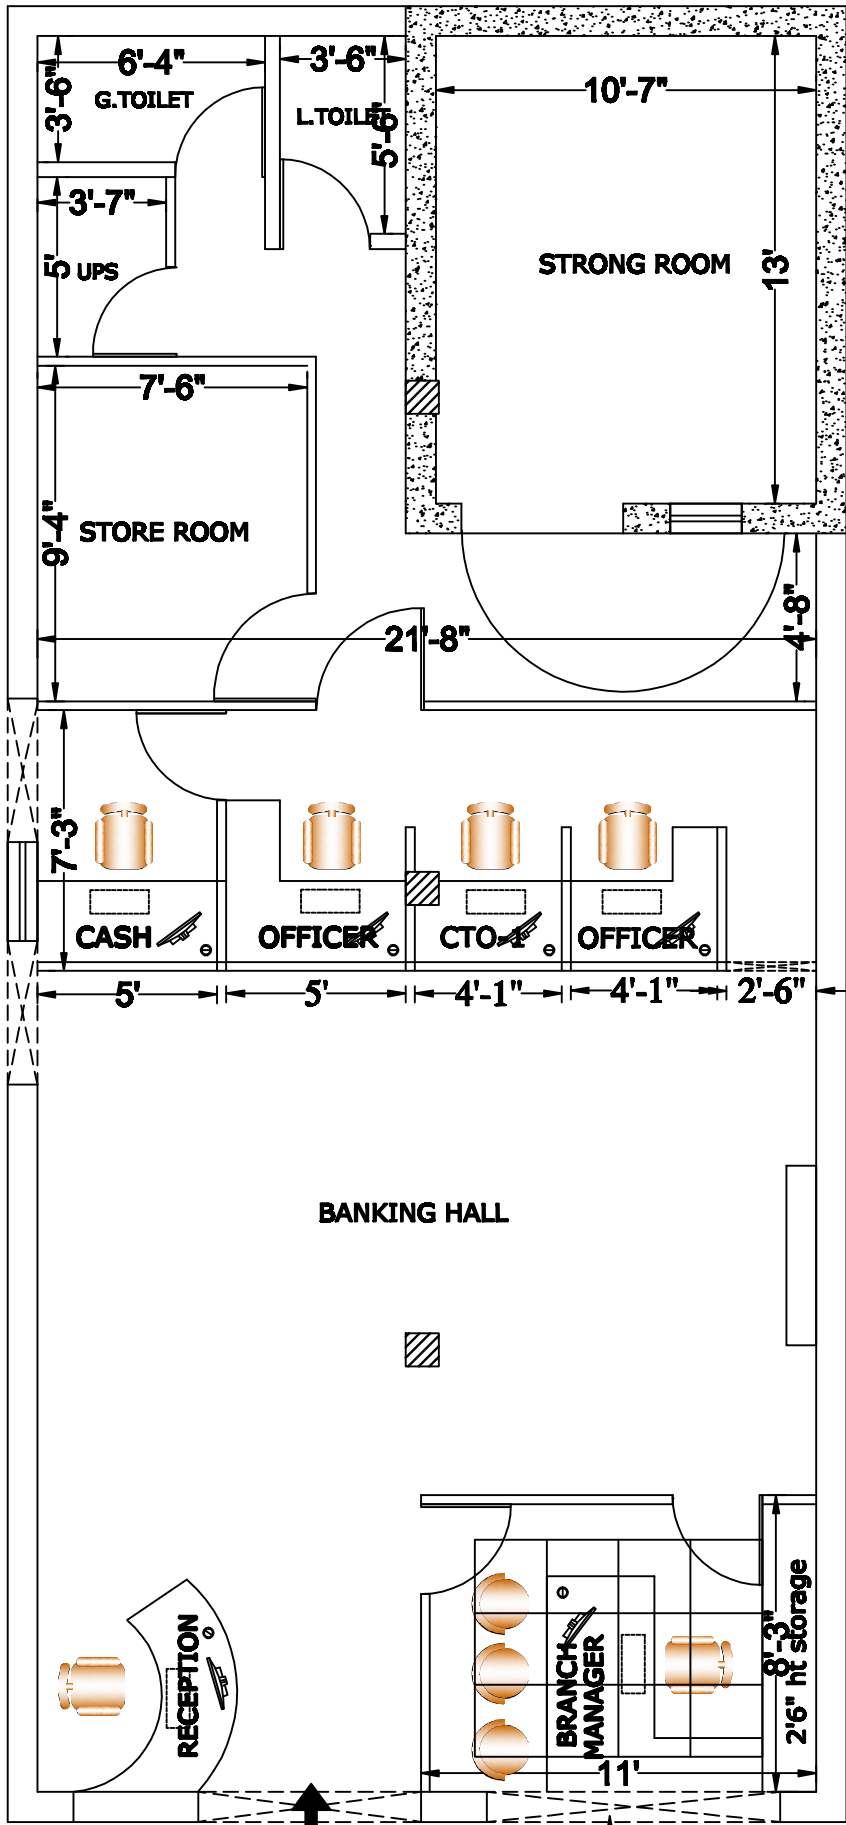 6'-4"
3'-6"
10'-7"
3'-6"
G.TOILET
L.TOILET
5'-6"
3'-7"
5'
UPS
STRONG ROOM
13'
7'-6"
9'-4"
STORE ROOM
4'-8"
21'-8"
7'-3"
CASH
OFFICER
CTO-1
OFFICER
5'
5'
4'-1"
4'-1"
2'-6"
BANKING HALL
RECEPTION
BRANCH
MANAGER
8'-3"
2'6" ht storage
11'